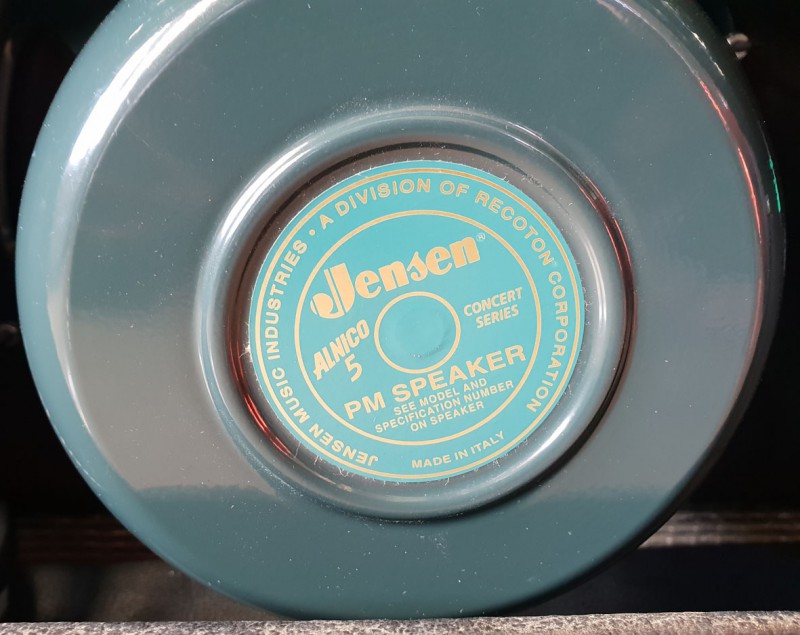 JENSEN MUSIC INDUSTRIES • A DIVISION OF RECOTON® CORPORATION
Jensen®
ALNICO
5
CONCERT
SERIES
PM SPEAKER
SEE MODEL AND
SPECIFICATION NUMBER
ON SPEAKER
MADE IN ITALY